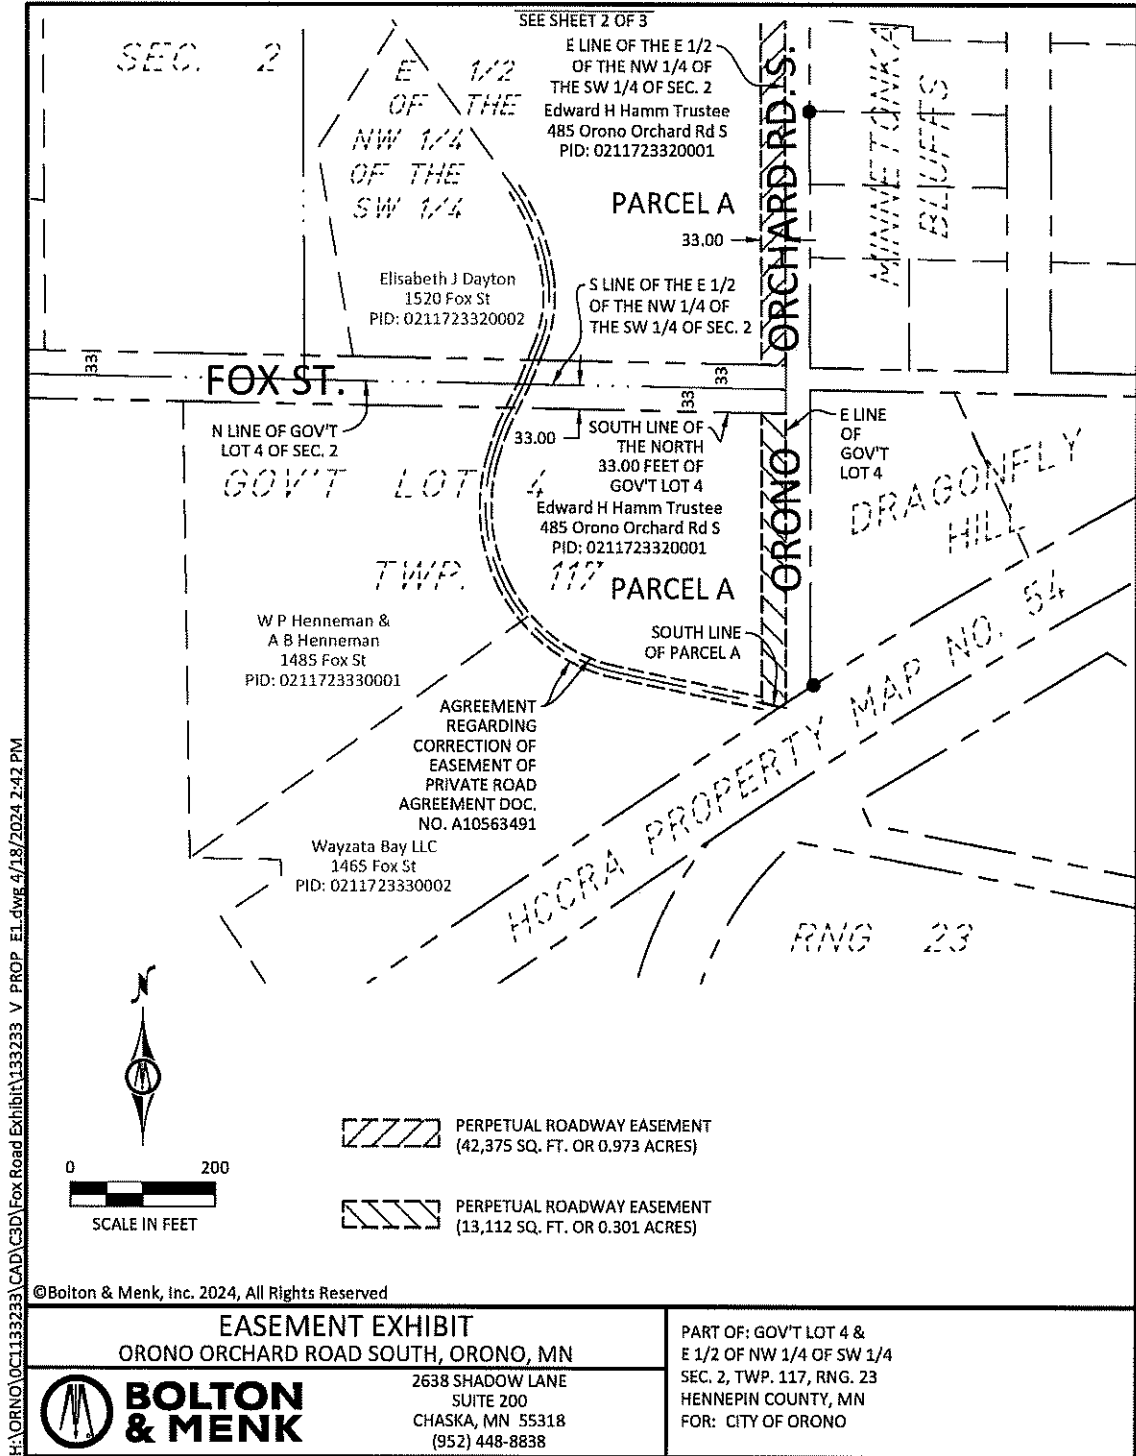 SEE SHEET 2 OF 3
SEC. 2
E 1/2
OF THE
NW 1/4
OF THE
SW 1/4
E LINE OF THE E 1/2
OF THE NW 1/4 OF
THE SW 1/4 OF SEC. 2
Edward H Hamm Trustee
485 Orono Orchard Rd S
PID: 0211723320001
PARCEL A
33.00
ORONO ORCHARD RD. S.
MINNETONKA
BLUFFS
Elisabeth J Dayton
1520 Fox St
PID: 0211723320002
S LINE OF THE E 1/2
OF THE NW 1/4 OF
THE SW 1/4 OF SEC. 2
33
FOX ST.
33
33
N LINE OF GOV'T
LOT 4 OF SEC. 2
33.00
SOUTH LINE OF
THE NORTH
33.00 FEET OF
GOV'T LOT 4
E LINE
OF
GOV'T
LOT 4
GOV'T LOT 4
Edward H Hamm Trustee
485 Orono Orchard Rd S
PID: 0211723320001
DRAGONFLY
HILL
TWP. 117
PARCEL A
W P Henneman &
A B Henneman
1485 Fox St
PID: 0211723330001
SOUTH LINE
OF PARCEL A
AGREEMENT
REGARDING
CORRECTION OF
EASEMENT OF
PRIVATE ROAD
AGREEMENT DOC.
NO. A10563491
HCCRA PROPERTY MAP NO. 54
Wayzata Bay LLC
1465 Fox St
PID: 0211723330002
RNG 23
N
0 200
SCALE IN FEET
PERPETUAL ROADWAY EASEMENT
(42,375 SQ. FT. OR 0.973 ACRES)
PERPETUAL ROADWAY EASEMENT
(13,112 SQ. FT. OR 0.301 ACRES)
H:\ORNO\0C1133233\CAD\C3D\Fox Road Exhibit\133233 V PROP E1.dwg 4/18/2024 2:42 PM
©Bolton & Menk, Inc. 2024, All Rights Reserved
EASEMENT EXHIBIT
ORONO ORCHARD ROAD SOUTH, ORONO, MN
BOLTON
& MENK
2638 SHADOW LANE
SUITE 200
CHASKA, MN 55318
(952) 448-8838
PART OF: GOV'T LOT 4 &
E 1/2 OF NW 1/4 OF SW 1/4
SEC. 2, TWP. 117, RNG. 23
HENNEPIN COUNTY, MN
FOR: CITY OF ORONO